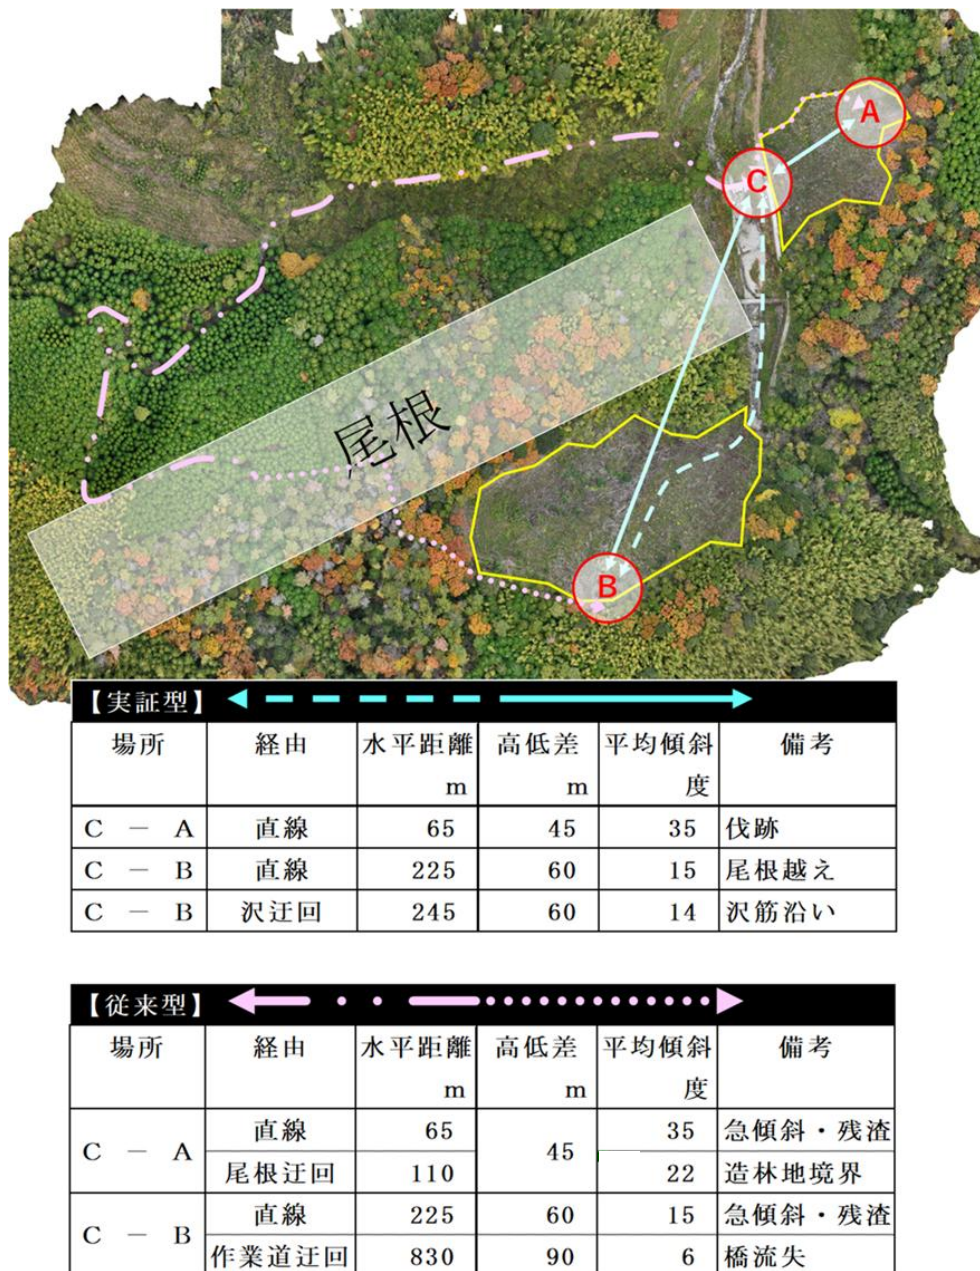 A
C
尾根
B
【実証型】
場所 経由 水平距離 m 高低差 m 平均傾斜 度 備考
C － A 直線 65 45 35 伐跡
C － B 直線 225 60 15 尾根越え
C － B 沢迂回 245 60 14 沢筋沿い
【従来型】
場所 経由 水平距離 m 高低差 m 平均傾斜 度 備考
C － A 直線 65 45 35 急傾斜・残渣
尾根迂回 110 22 造林地境界
C － B 直線 225 60 15 急傾斜・残渣
作業道迂回 830 90 6 橋流失